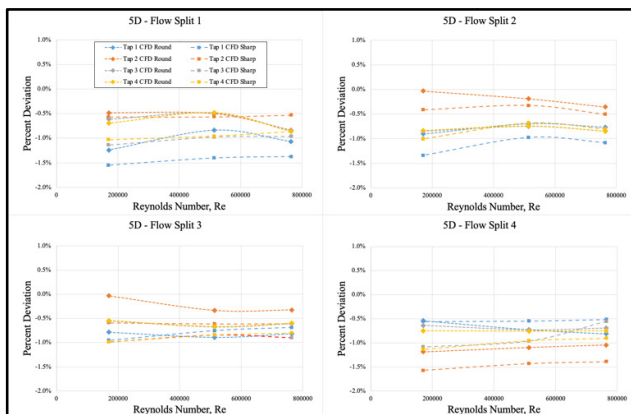 5D - Flow Split 1
1.0%
0.5%
0.0%
-0.5%
-1.0%
-1.5%
-2.0%
Percent Deviation
Tap 1 CFD Round
Tap 1 CFD Sharp
Tap 2 CFD Round
Tap 2 CFD Sharp
Tap 3 CFD Round
Tap 3 CFD Sharp
Tap 4 CFD Round
Tap 4 CFD Sharp
0 200000 400000 600000 800000
Reynolds Number, Re
5D - Flow Split 2
1.0%
0.5%
0.0%
-0.5%
-1.0%
-1.5%
-2.0%
Percent Deviation
0 200000 400000 600000 800000
Reynolds Number, Re
5D - Flow Split 3
1.0%
0.5%
0.0%
-0.5%
-1.0%
-1.5%
-2.0%
Percent Deviation
0 200000 400000 600000 800000
Reynolds Number, Re
5D - Flow Split 4
1.0%
0.5%
0.0%
-0.5%
-1.0%
-1.5%
-2.0%
Percent Deviation
0 200000 400000 600000 800000
Reynolds Number, Re